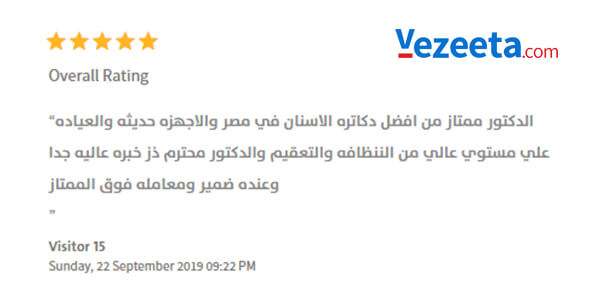 Vezeeta.com
Overall Rating
“الدكتور ممتاز من افضل دكاتره الاسنان في مصر والاجهزه حديثه والعياده
علي مستوي عالي من الننظافه والتعقيم والدكتور محترم ذز خبره عاليه جدا
وعنده ضمير ومعامله فوق الممتاز
”
Visitor 15
Sunday, 22 September 2019 09:22 PM